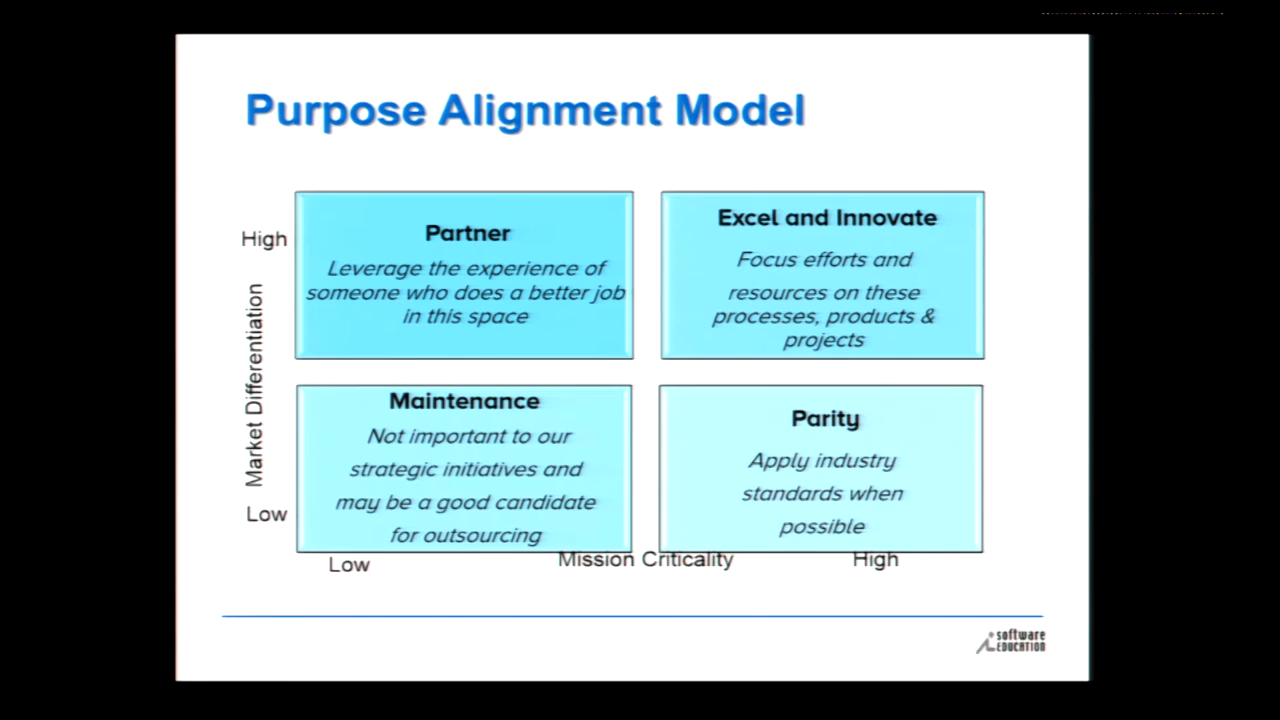 Purpose Alignment Model
High
Partner
Leverage the experience of
someone who does a better job
in this space
Excel and Innovate
Focus efforts and
resources on these
processes, products &
projects
Market Differentiation
Maintenance
Not important to our
strategic initiatives and
may be a good candidate
for outsourcing
Parity
Apply industry
standards when
possible
Low
Low
Mission Criticality
High
software
EDUCATION